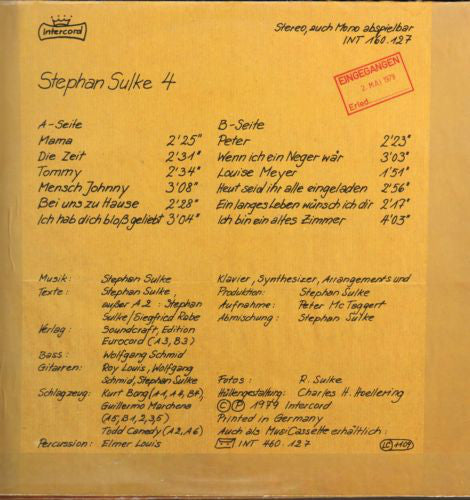 Intercord
Stereo, auch Mono abspielbar
INT 160.127
Stephan Sulke 4
EINGEGANGEN
2. MAI 1979
Erled.
A-Seite
Mama 2'25"
Die Zeit 2'31"
Tommy 2'34"
Mensch Johnny 3'08"
Bei uns zu Hause 2'28"
Ich hab dich bloß geliebt 3'04"
B-Seite
Peter 2'23"
Wenn ich ein Neger wär 3'03"
Louise Meyer 1'51"
Heut seid ihr alle eingeladen 2'56"
Ein langes Leben wünsch ich dir 2'17"
Ich bin ein altes Zimmer 4'03"
Musik: Stephan Sulke
Texte: Stephan Sulke,
außer A2: Stephan
Sulke/Siegfried Rabe
Verlag: Soundcraft, Edition
Eurocord (A3, B3)
Bass: Wolfgang Schmid
Gitarren: Roy Louis, Wolfgang
Schmid, Stephan Sulke
Schlagzeug: Kurt Bong (A1, A4, B4),
Guillermo Marchena
(A5, B1, 2, 3, 5)
Todd Canedy (A2, A6)
Percussion: Elmer Louis
Klavier, Synthesizer, Arrangements und
Produktion: Stephan Sulke
Aufnahme: Peter McTaggert
Abmischung: Stephan Sulke
Fotos: R. Sulke
Hüllengestaltung: Charles H. Hoellering
© ℗ 1979 Intercord
Printed in Germany
Auch als MusiCassette erhältlich:
INT 460.127
LC 1109